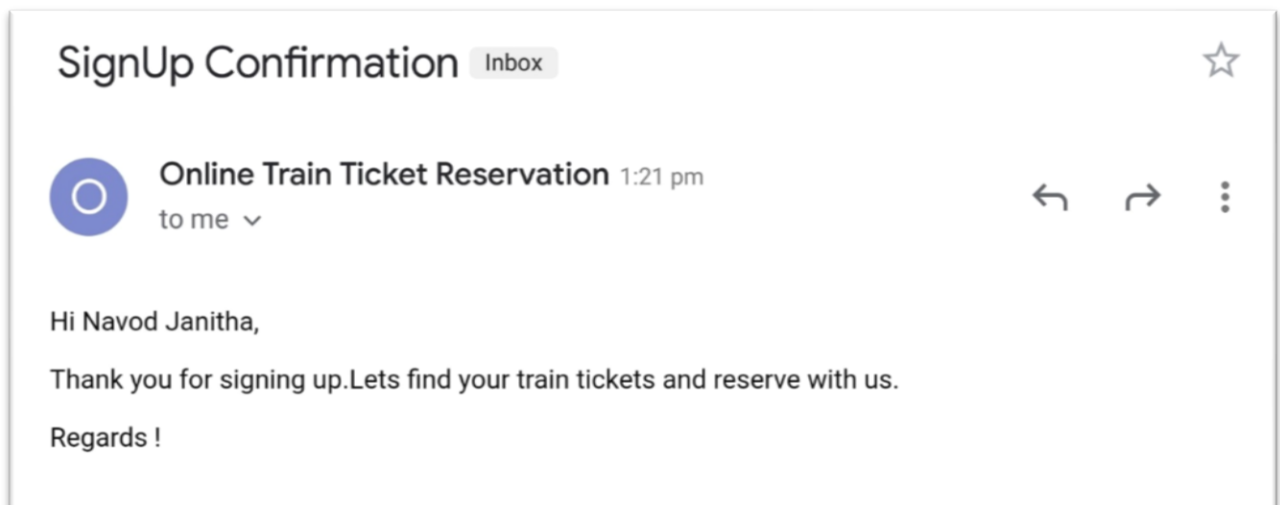 SignUp Confirmation Inbox
O
Online Train Ticket Reservation 1:21 pm
to me
Hi Navod Janitha,
Thank you for signing up.Lets find your train tickets and reserve with us.
Regards !